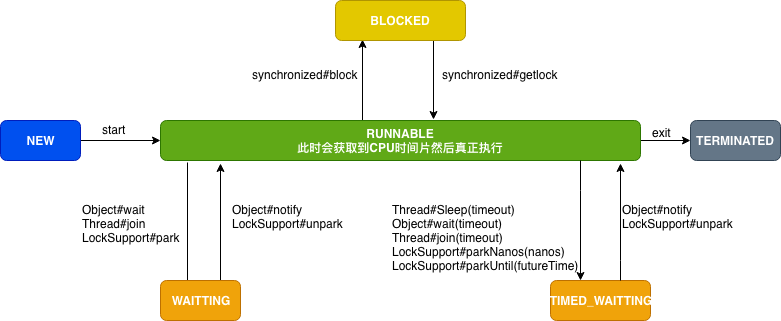 BLOCKED
synchronized#block
synchronized#getlock
NEW
start
RUNNABLE
此时会获取到CPU时间片然后真正执行
exit
TERMINATED
Object#wait
Thread#join
LockSupport#park
Object#notify
LockSupport#unpark
Thread#Sleep(timeout)
Object#wait(timeout)
Thread#join(timeout)
LockSupport#parkNanos(nanos)
LockSupport#parkUntil(futureTime)
Object#notify
LockSupport#unpark
WAITTING
TIMED_WAITTING